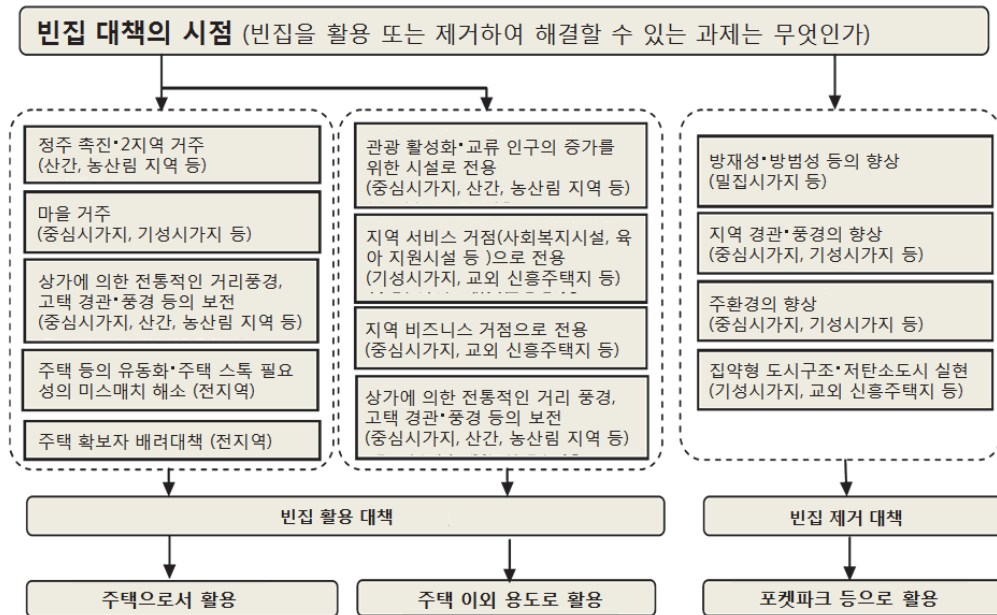 빈집 대책의 시점 (빈집을 활용 또는 제거하여 해결할 수 있는 과제는 무엇인가)
정주 촉진·2지역 거주
(산간, 농산림 지역 등)
마을 거주
(중심시가지, 기성시가지 등)
상가에 의한 전통적인 거리풍경,
고택 경관·풍경 등의 보전
(중심시가지, 산간, 농산림 지역 등)
주택 등의 유동화·주택 스톡 필요
성의 미스매치 해소 (전지역)
주택 확보자 배려대책 (전지역)
관광 활성화·교류 인구의 증가를
위한 시설로 전용
(중심시가지, 산간, 농산림 지역 등)
지역 서비스 거점(사회복지시설, 육
아 지원시설 등 )으로 전용
(기성시가지, 교외 신흥주택지 등)
지역 비즈니스 거점으로 전용
(중심시가지, 교외 신흥주택지 등)
상가에 의한 전통적인 거리 풍경,
고택 경관·풍경 등의 보전
(중심시가지, 산간, 농산림 지역 등)
방재성·방범성 등의 향상
(밀집시가지 등)
지역 경관·풍경의 향상
(중심시가지, 기성시가지 등)
주환경의 향상
(중심시가지, 기성시가지 등)
집약형 도시구조·저탄소도시 실현
(기성시가지, 교외 신흥주택지 등)
빈집 활용 대책
빈집 제거 대책
주택으로서 활용
주택 이외 용도로 활용
포켓파크 등으로 활용